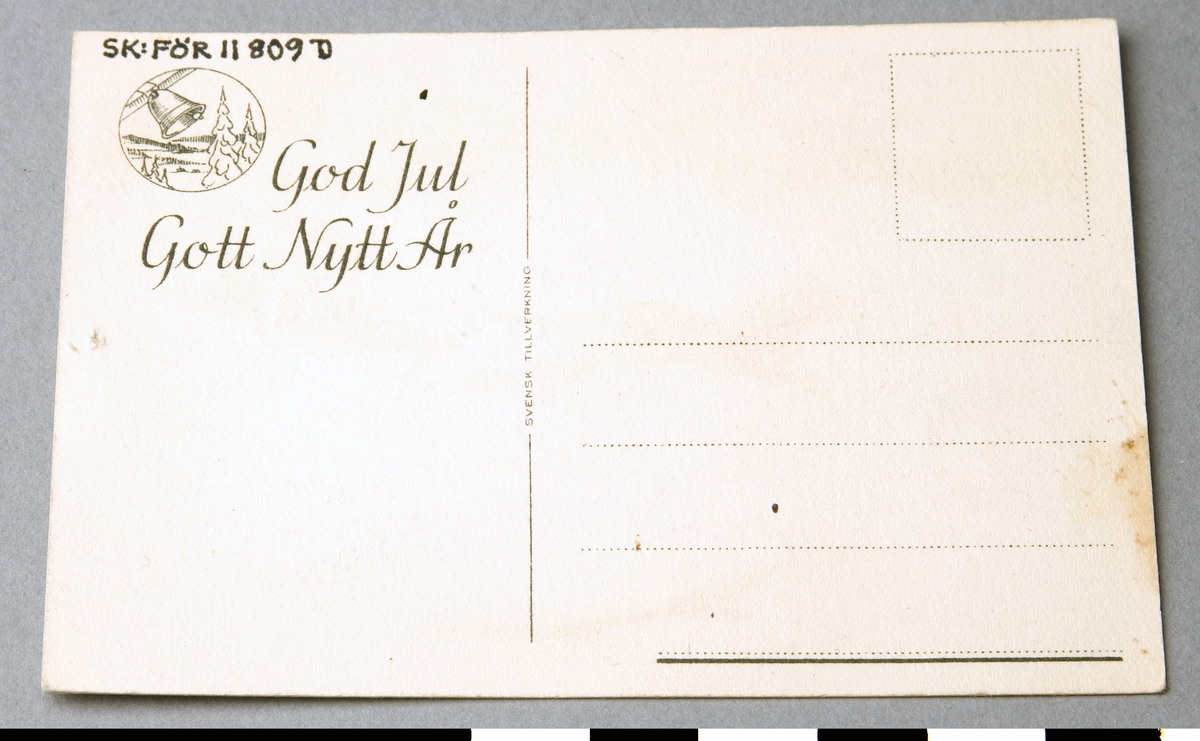 SK:FÖR 11 809 D
God Jul
Gott Nytt År
SVENSK TILLVERKNING